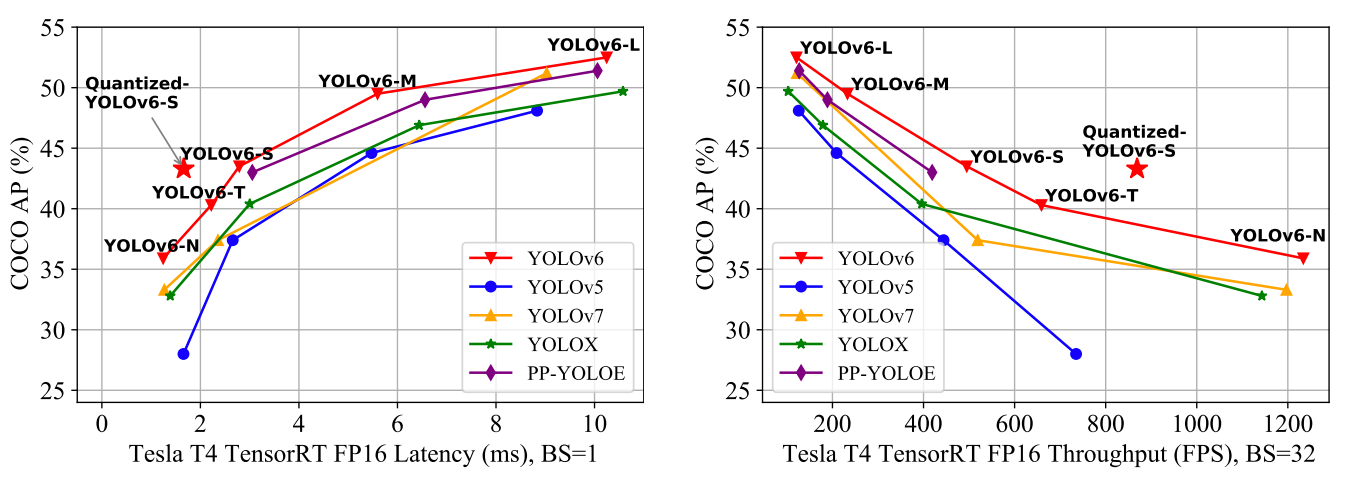 55
50
45
40
35
30
25
COCO AP (%)
Quantized-
YOLOv6-S
YOLOv6-L
YOLOv6-M
YOLOv6-S
YOLOv6-T
YOLOv6-N
YOLOv6
YOLOv5
YOLOv7
YOLOX
PP-YOLOE
0 2 4 6 8 10
Tesla T4 TensorRT FP16 Latency (ms), BS=1
55
50
45
40
35
30
25
COCO AP (%)
YOLOv6-L
YOLOv6-M
Quantized-
YOLOv6-S
YOLOv6-S
YOLOv6-T
YOLOv6-N
YOLOv6
YOLOv5
YOLOv7
YOLOX
PP-YOLOE
200 400 600 800 1000 1200
Tesla T4 TensorRT FP16 Throughput (FPS), BS=32